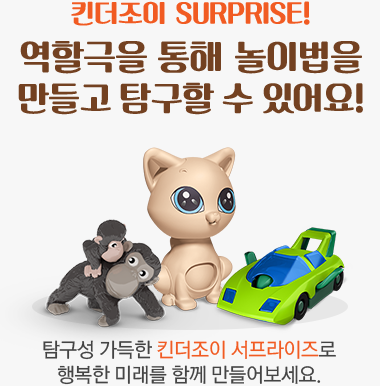 킨더조이 SURPRISE!
역할극을 통해 놀이법을
만들고 탐구할 수 있어요!
탐구성 가득한 킨더조이 서프라이즈로
행복한 미래를 함께 만들어보세요.